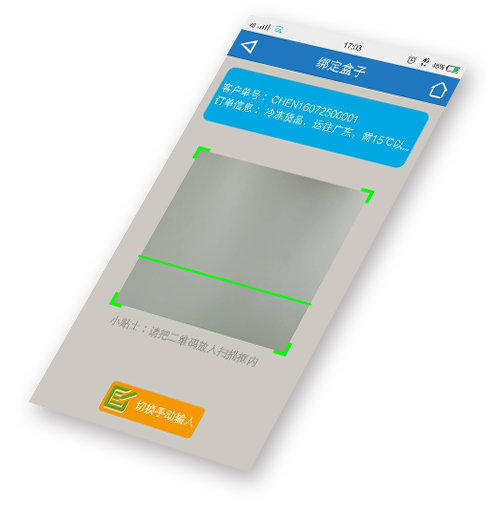 17:03
46%
绑定盒子
客户单号：CHEN16072500001
订单信息：冷冻货品，运往广东，需15℃以...
小贴士：请把二维码放入扫描框内
切换手动输入